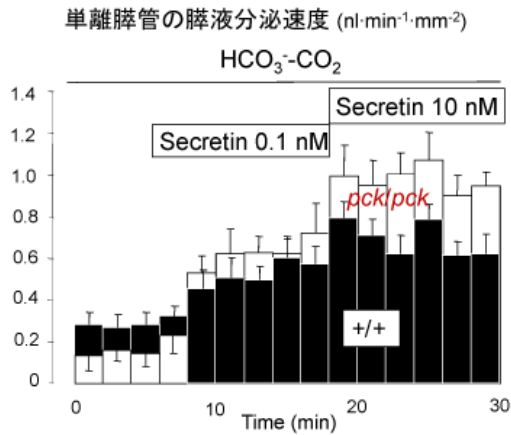 単離膵管の膵液分泌速度 (nl·min⁻¹·mm⁻²)
HCO₃⁻-CO₂
1.4
1.2
1.0
0.8
0.6
0.4
0.2
0
Secretin 10 nM
Secretin 0.1 nM
pck/pck
+/+
0
10
20
30
Time (min)